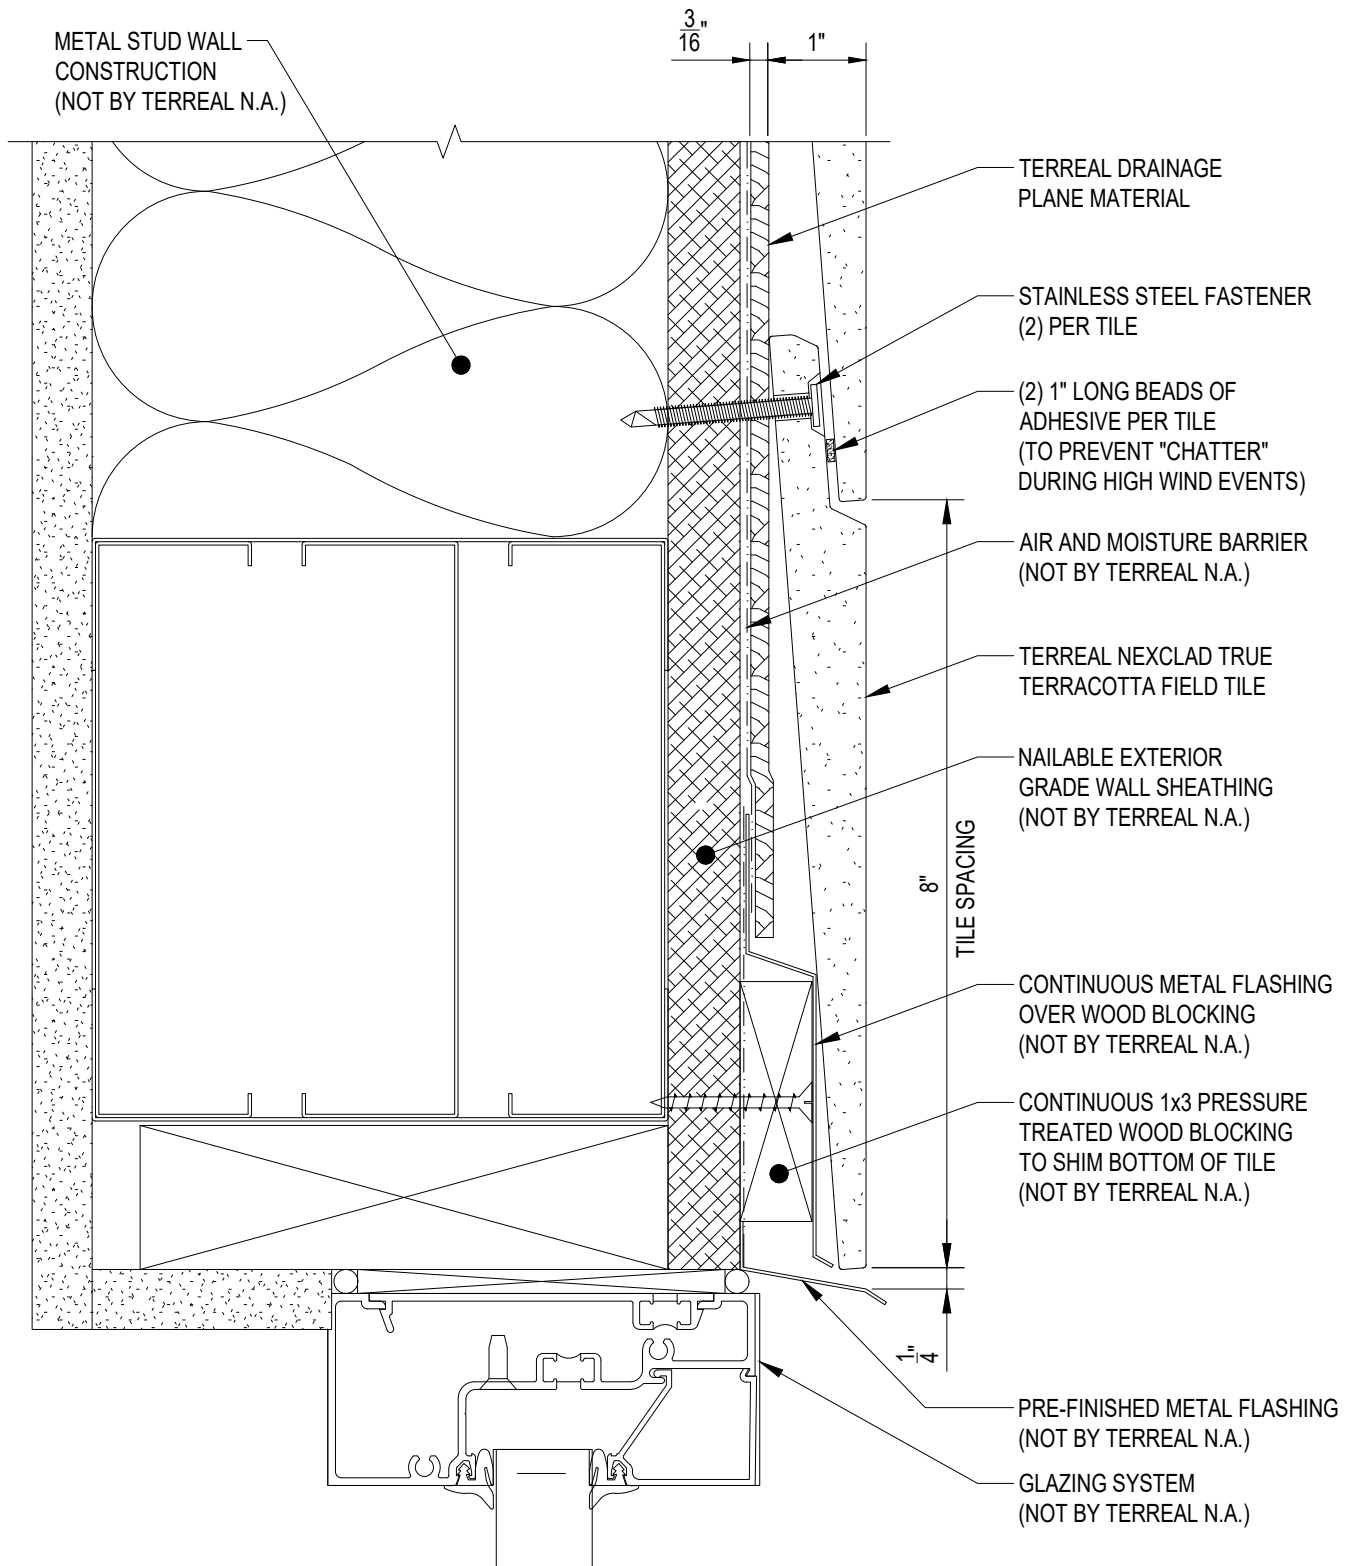 3/16"
1"
METAL STUD WALL
CONSTRUCTION
(NOT BY TERREAL N.A.)
TERREAL DRAINAGE
PLANE MATERIAL
STAINLESS STEEL FASTENER
(2) PER TILE
(2) 1" LONG BEADS OF
ADHESIVE PER TILE
(TO PREVENT "CHATTER"
DURING HIGH WIND EVENTS)
AIR AND MOISTURE BARRIER
(NOT BY TERREAL N.A.)
TERREAL NEXCLAD TRUE
TERRACOTTA FIELD TILE
NAILABLE EXTERIOR
GRADE WALL SHEATHING
(NOT BY TERREAL N.A.)
8"
TILE SPACING
CONTINUOUS METAL FLASHING
OVER WOOD BLOCKING
(NOT BY TERREAL N.A.)
CONTINUOUS 1x3 PRESSURE
TREATED WOOD BLOCKING
TO SHIM BOTTOM OF TILE
(NOT BY TERREAL N.A.)
1/4"
PRE-FINISHED METAL FLASHING
(NOT BY TERREAL N.A.)
GLAZING SYSTEM
(NOT BY TERREAL N.A.)